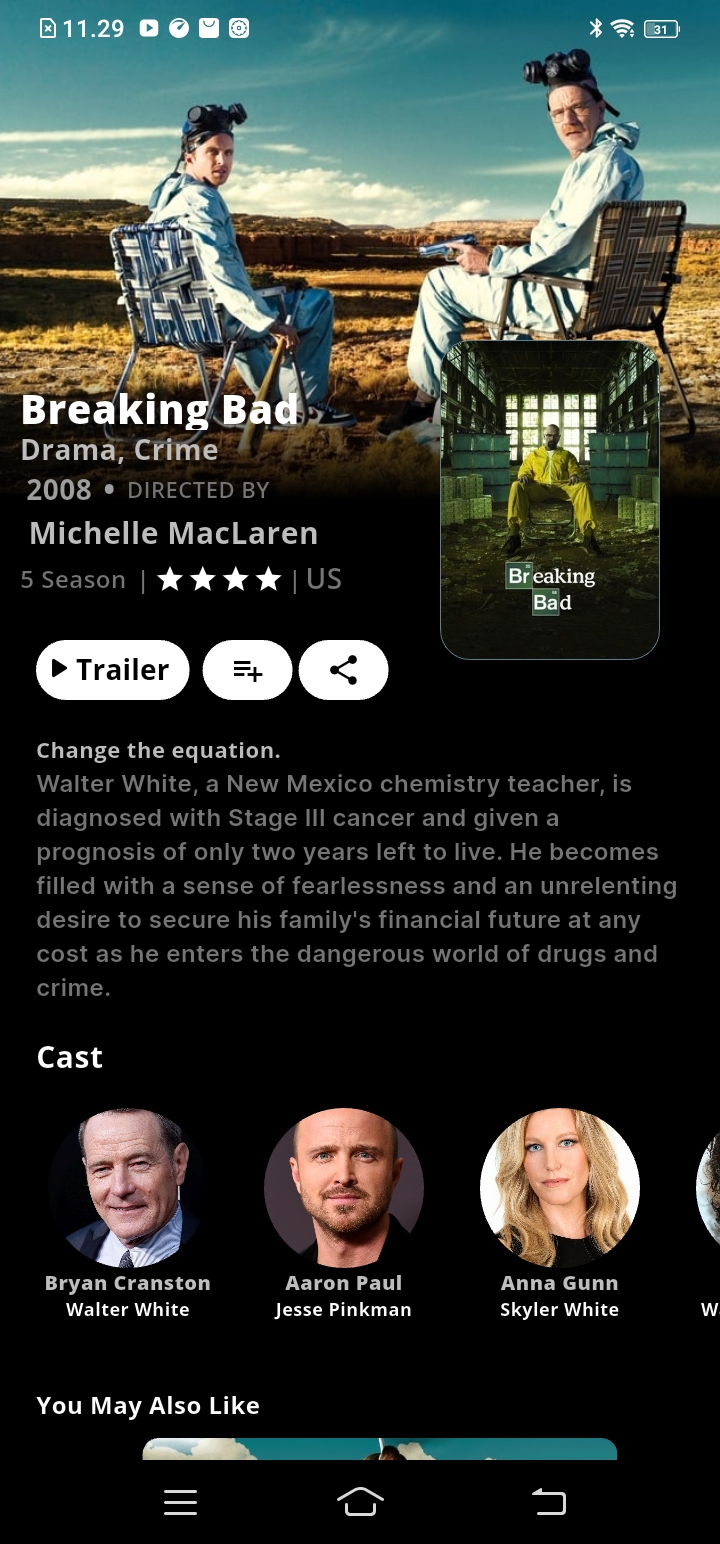 11.29
31
Breaking Bad
Drama, Crime
2008 • DIRECTED BY
Michelle MacLaren
5 Season | | US
Br eaking
Ba d
Trailer
Change the equation.
Walter White, a New Mexico chemistry teacher, is
diagnosed with Stage III cancer and given a
prognosis of only two years left to live. He becomes
filled with a sense of fearlessness and an unrelenting
desire to secure his family's financial future at any
cost as he enters the dangerous world of drugs and
crime.
Cast
Bryan Cranston
Aaron Paul
Anna Gunn
Walter White
Jesse Pinkman
Skyler White
You May Also Like